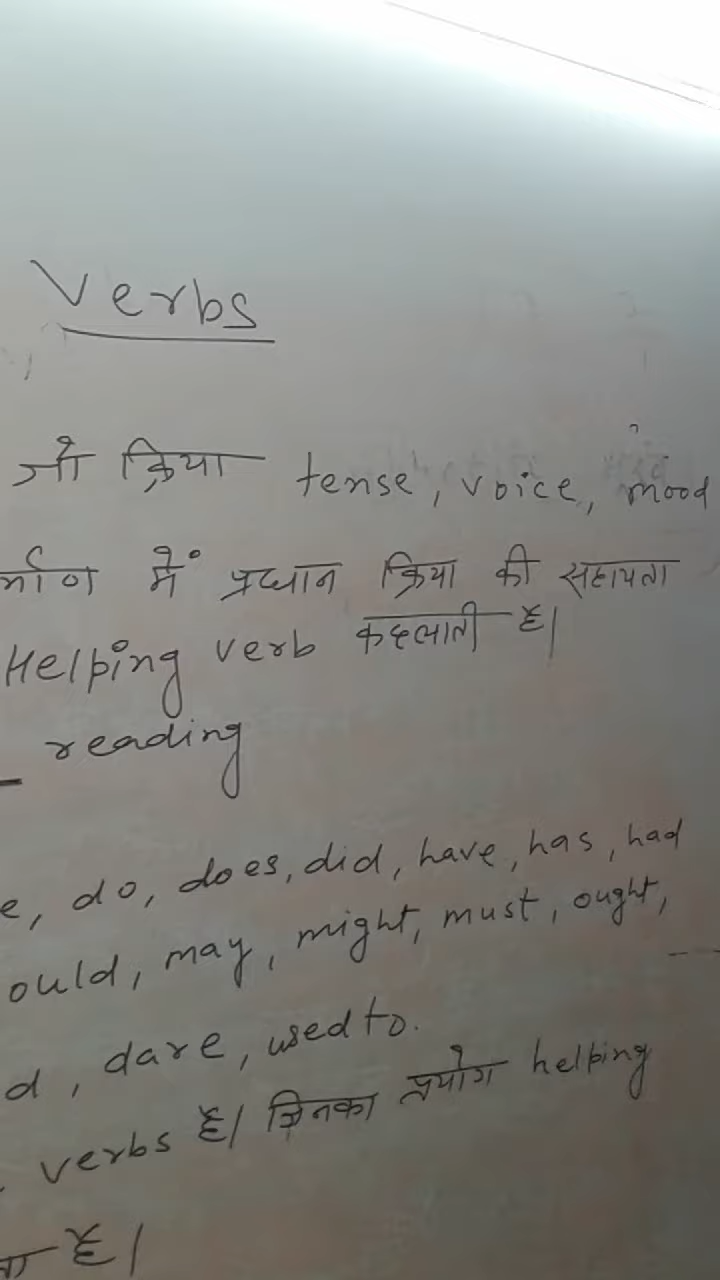 Verbs
जो क्रिया tense, voice, mood
र्माण में प्रधान क्रिया की सहायता
Helping verb कहलाती है।
reading
e, do, does, did, have, has, had
ould, may, might, must, ought,
d, dare, used to.
verbs है। जिनका प्रयोग helping
ता है।